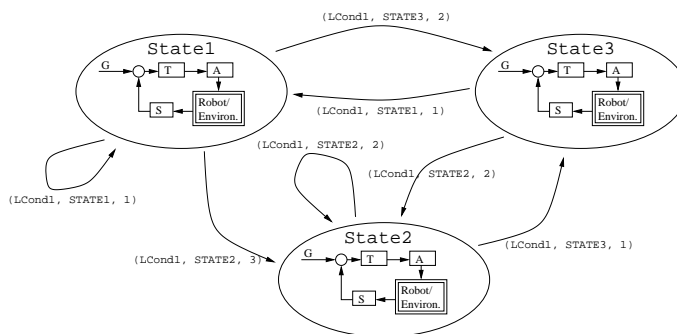 (LCond1, STATE3, 2)
State1
G
T
A
S
Robot/
Environ.
State3
G
T
A
S
Robot/
Environ.
(LCond1, STATE1, 1)
(LCond1, STATE2, 2)
(LCond1, STATE2, 2)
(LCond1, STATE1, 1)
State2
G
T
A
S
Robot/
Environ.
(LCond1, STATE3, 1)
(LCond1, STATE2, 3)